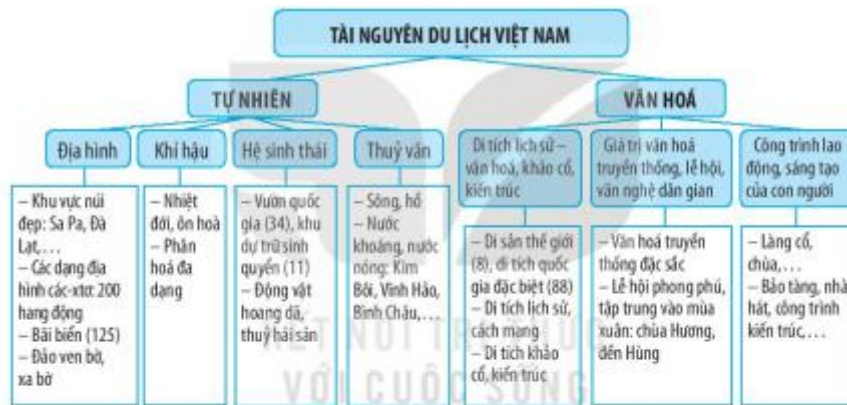 TÀI NGUYÊN DU LỊCH VIỆT NAM
TỰ NHIÊN
VĂN HOÁ
Địa hình
Khí hậu
Hệ sinh thái
Thuỷ văn
Di tích lịch sử –
văn hoá, khảo cổ,
kiến trúc
Giá trị văn hoá
truyền thống, lễ hội,
văn nghệ dân gian
Công trình lao
động, sáng tạo
của con người
– Khu vực núi
đẹp: Sa Pa, Đà
Lạt,...
– Các dạng địa
hình các-xtơ: 200
hang động
– Bãi biển (125)
– Đảo ven bờ,
xa bờ
– Nhiệt
đới, ôn hoà
– Phân
hoá đa
dạng
– Vườn quốc
gia (34), khu
dự trữ sinh
quyển (11)
– Động vật
hoang dã,
thuỷ hải sản
– Sông, hồ
– Nước
khoáng, nước
nóng: Kim
Bôi, Vĩnh Hảo,
Bình Châu,...
– Di sản thế giới
(8), di tích quốc
gia đặc biệt (88)
– Di tích lịch sử,
cách mạng
– Di tích khảo
cổ, kiến trúc
– Văn hoá truyền
thống đặc sắc
– Lễ hội phong phú,
tập trung vào mùa
xuân: chùa Hương,
đền Hùng
– Làng cổ,
chùa,...
– Bảo tàng, nhà
hát, công trình
kiến trúc,...
KẾT NỐI TRI THỨC
VỚI CUỘC SỐNG